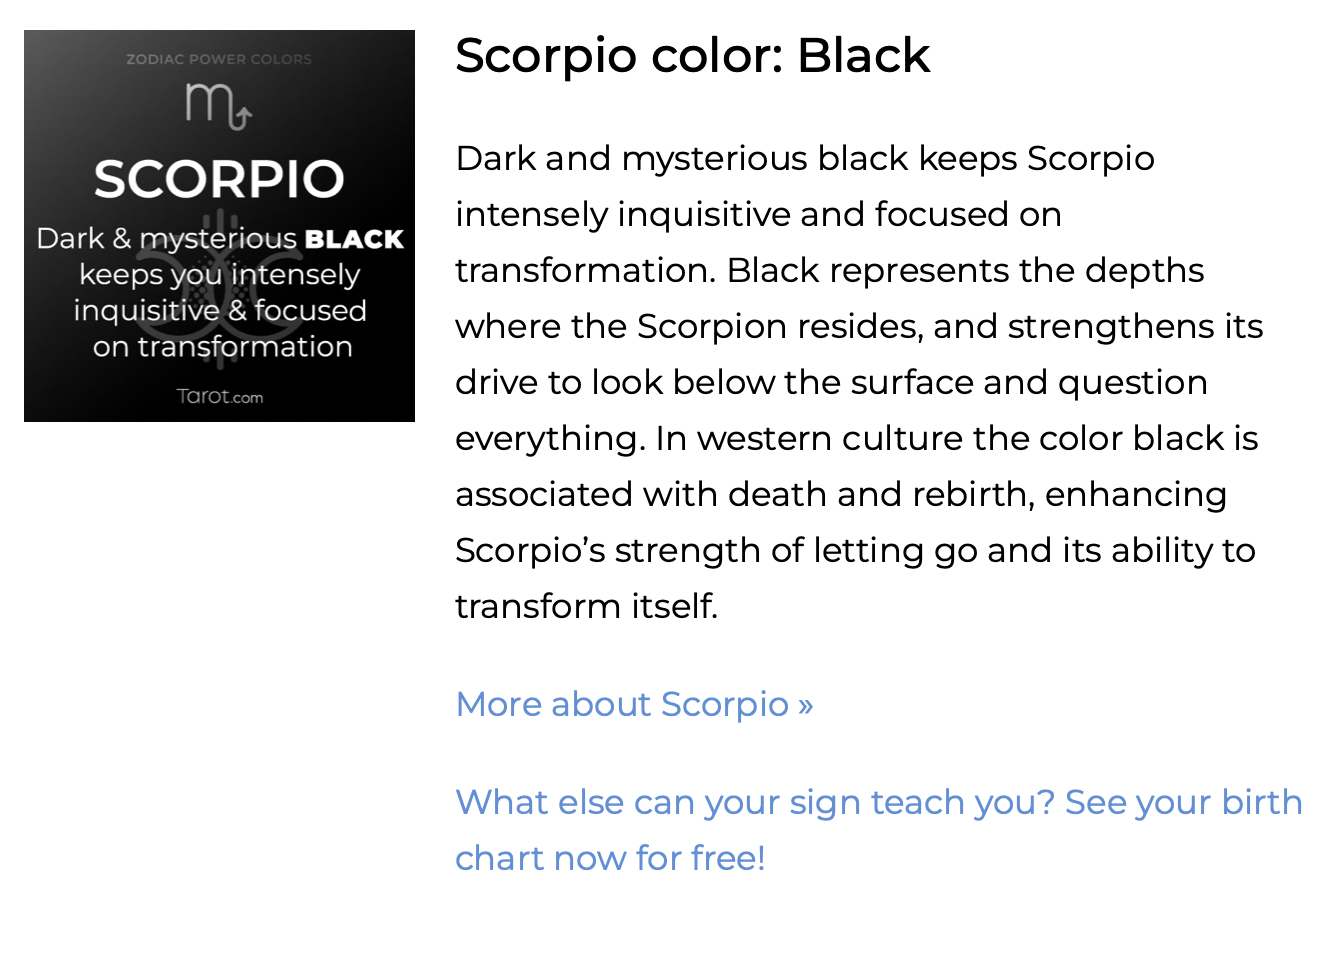 ZODIAC POWER COLORS
SCORPIO
Dark & mysterious BLACK
keeps you intensely
inquisitive & focused
on transformation
Tarot.com
Scorpio color: Black
Dark and mysterious black keeps Scorpio
intensely inquisitive and focused on
transformation. Black represents the depths
where the Scorpion resides, and strengthens its
drive to look below the surface and question
everything. In western culture the color black is
associated with death and rebirth, enhancing
Scorpio’s strength of letting go and its ability to
transform itself.
More about Scorpio »
What else can your sign teach you? See your birth
chart now for free!